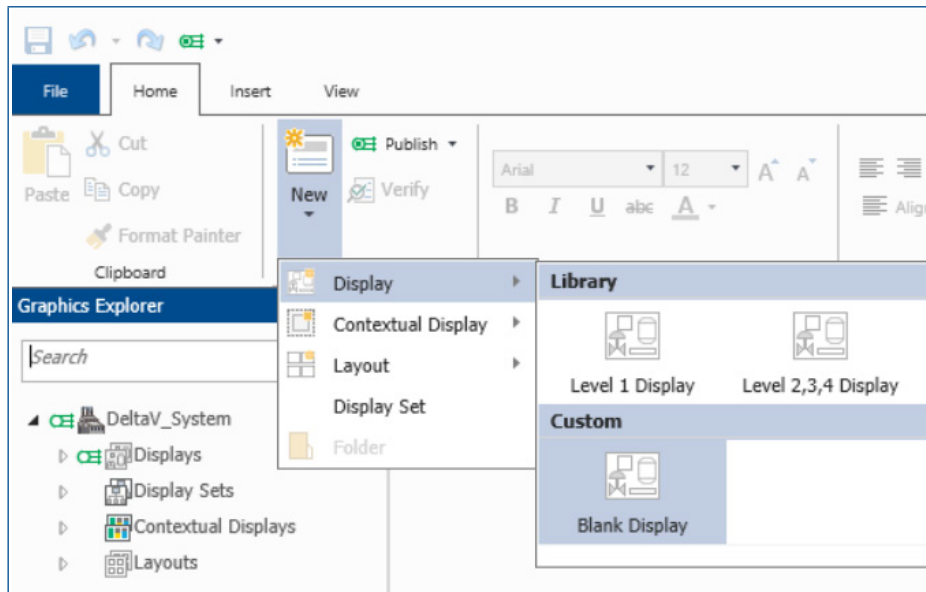 File
Home
Insert
View
Paste
Cut
Copy
Format Painter
Clipboard
New
Publish
Verify
Arial
12
B I U abc A
A A
Graphics Explorer
Search
DeltaV_System
Displays
Display Sets
Contextual Displays
Layouts
Display
Contextual Display
Layout
Display Set
Folder
Library
Level 1 Display
Level 2,3,4 Display
Custom
Blank Display